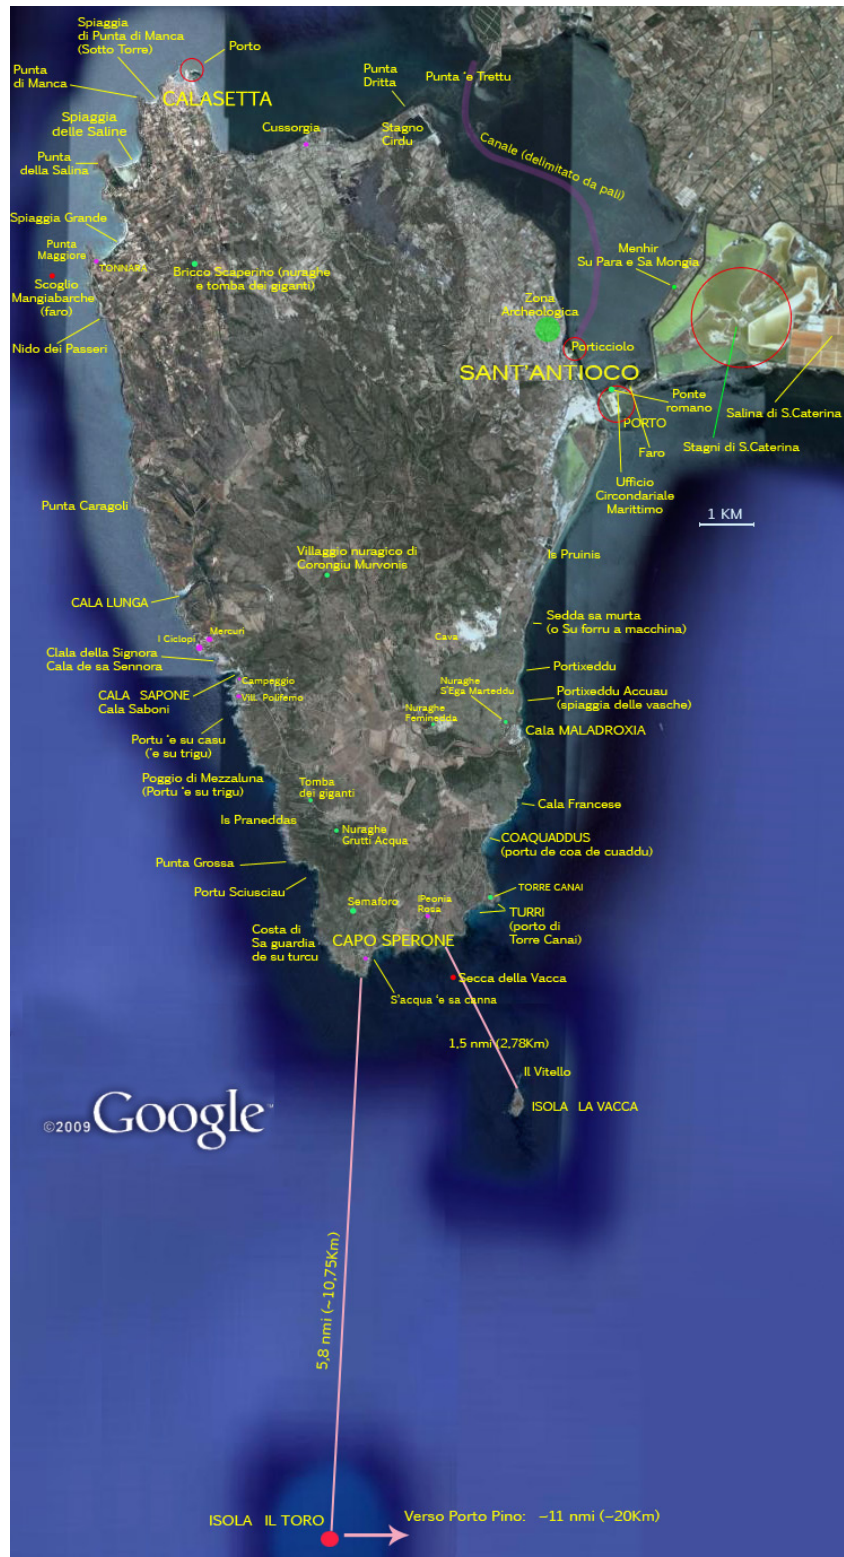 Spiaggia
di Punta di Manca
(Sotto Torre)
Porto
Punta
di Manca
CALASETTA
Punta
Dritta
Punta 'e Trettu
Spiaggia
delle Saline
Cussorgia
Stagno
Cirdu
Canale (delimitato da pali)
Punta
della Salina
Spiaggia Grande
Punta
Maggiore
TONNARA
Bricco Scaperino (nuraghe
e tomba dei giganti)
Scoglio
Mangiabarche
(faro)
Menhir
Su Para e Sa Mongia
Zona
Archeologica
Nido dei Passeri
Porticciolo
SANT'ANTIOCO
Ponte
romano
Salina di S.Caterina
PORTO
Faro
Stagni di S.Caterina
Ufficio
Circondariale
Marittimo
Punta Caragoli
1 KM
Villaggio nuragico di
Corongiu Murvonis
Is Pruinis
CALA LUNGA
Sedda sa murta
(o Su forru a macchina)
Mercuri
I Ciclopi
Cava
Clala della Signora
Cala de sa Sennora
Portixeddu
Campeggio
Nuraghe
S'Ega Marteddu
CALA SAPONE
Cala Saboni
Vill. Polifemo
Portixeddu Accuau
(spiaggia delle vasche)
Nuraghe
Feminedda
Cala MALADROXIA
Portu 'e su casu
('e su trigu)
Poggio di Mezzaluna
(Portu 'e su trigu)
Tomba
dei giganti
Cala Francese
Is Praneddas
Nuraghe
Grutti Acqua
COAQUADDUS
(portu de coa de cuaddu)
Punta Grossa
Portu Sciusciau
TORRE CANAI
Semaforo
IPeonia
Rosa
TURRI
(porto di
Torre Canai)
Costa di
Sa guardia
de su turcu
CAPO SPERONE
Secca della Vacca
S'acqua 'e sa canna
1,5 nmi (2,78Km)
Il Vitello
ISOLA LA VACCA
©2009 Google™
5,8 nmi (~10,75Km)
ISOLA IL TORO
Verso Porto Pino: ~11 nmi (~20Km)